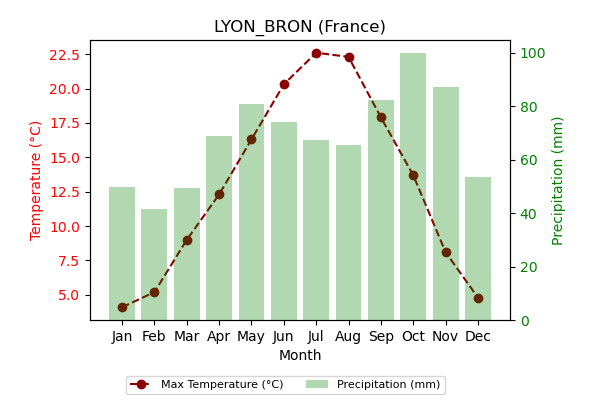 LYON_BRON (France)
Temperature (°C)
22.5
20.0
17.5
15.0
12.5
10.0
7.5
5.0
100
80
60
40
20
0
Precipitation (mm)
Jan Feb Mar Apr May Jun Jul Aug Sep Oct Nov Dec
Month
Max Temperature (°C) Precipitation (mm)